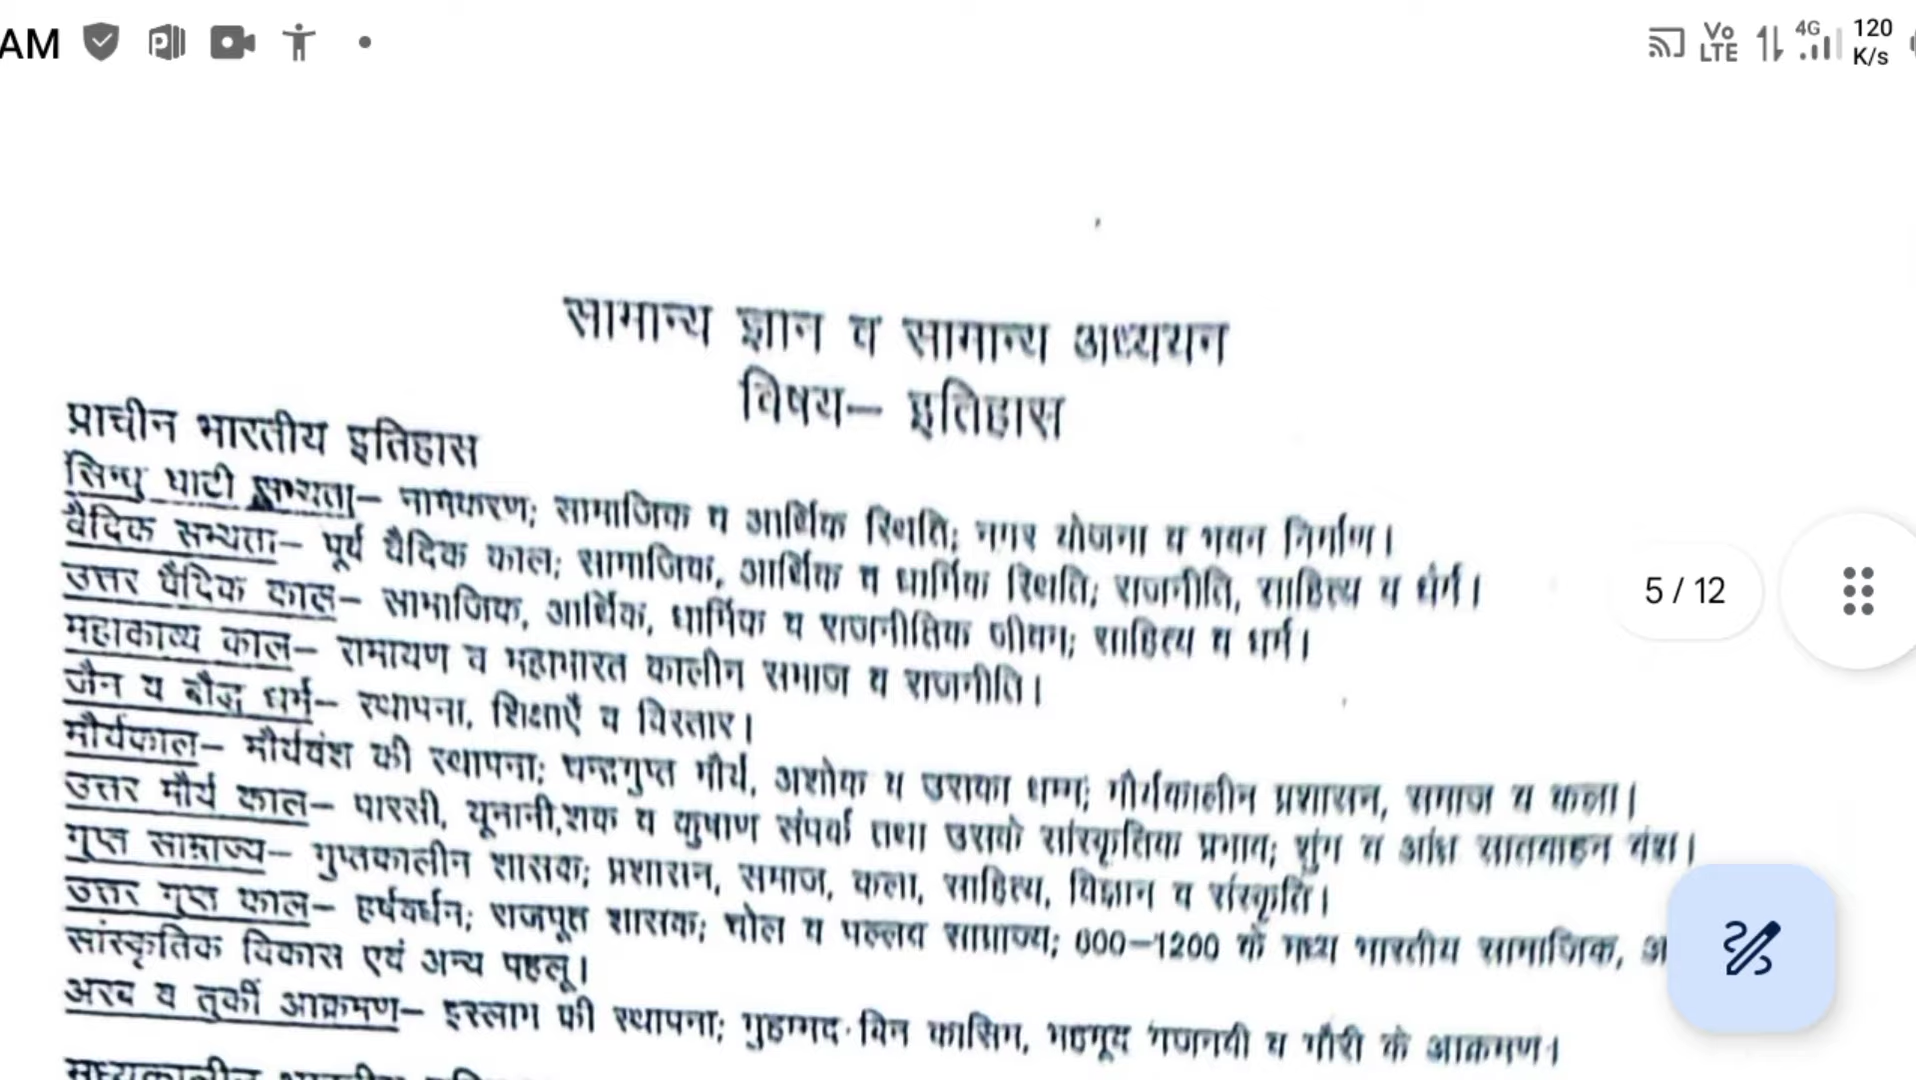 AM
Vo LTE 4G 120 K/s
सामान्य ज्ञान व सामान्य अध्ययन
विषय– इतिहास
प्राचीन भारतीय इतिहास
सिन्धु घाटी सभ्यता– नामकरण; सामाजिक व आर्थिक स्थिति; नगर योजना व भवन निर्माण।
वैदिक सभ्यता– पूर्व वैदिक काल; सामाजिक, आर्थिक व धार्मिक स्थिति; राजनीति, साहित्य व धर्म।
उत्तर वैदिक काल– सामाजिक, आर्थिक, धार्मिक व राजनीतिक जीवन; साहित्य व धर्म।
महाकाव्य काल– रामायण व महाभारत कालीन समाज व राजनीति।
5 / 12
जैन व बौद्ध धर्म– स्थापना, शिक्षाएँ व विस्तार।
मौर्यकाल– मौर्यवंश की स्थापना; चन्द्रगुप्त मौर्य, अशोक व उसका धम्म; मौर्यकालीन प्रशासन, समाज व कला।
उत्तर मौर्य काल– पारसी, यूनानी,शक व कुषाण संपर्क तथा उसके सांस्कृतिक प्रभाव; शुंग व आंध्र सातवाहन वंश।
गुप्त साम्राज्य– गुप्तकालीन शासक; प्रशासन, समाज, कला, साहित्य, विज्ञान व संस्कृति।
उत्तर गुप्त काल– हर्षवर्धन; राजपूत शासक; चोल व पल्लव साम्राज्य; 600–1200 के मध्य भारतीय सामाजिक,
सांस्कृतिक विकास एवं अन्य पहलू।
अरब व तुर्की आक्रमण– इस्लाम की स्थापना; मुहम्मद बिन कासिम, महमूद गजनवी व गौरी के आक्रमण।